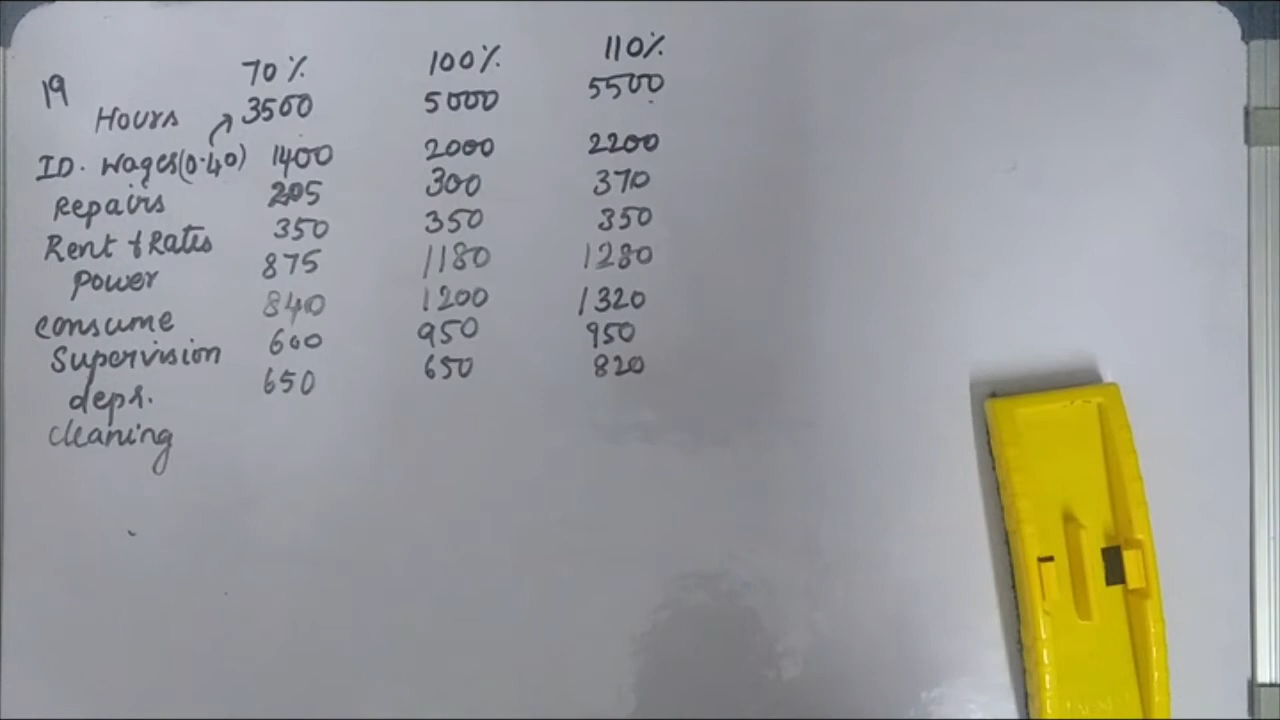 19 70% 100% 110%
Hours 3500 5000 5500
ID. wages(0.40) 1400 2000 2200
Repairs 205 300 370
Rent & Rates 350 350 350
Power 875 1180 1280
consume 840 1200 1320
Supervision 600 950 950
depr. 650 650 820
cleaning